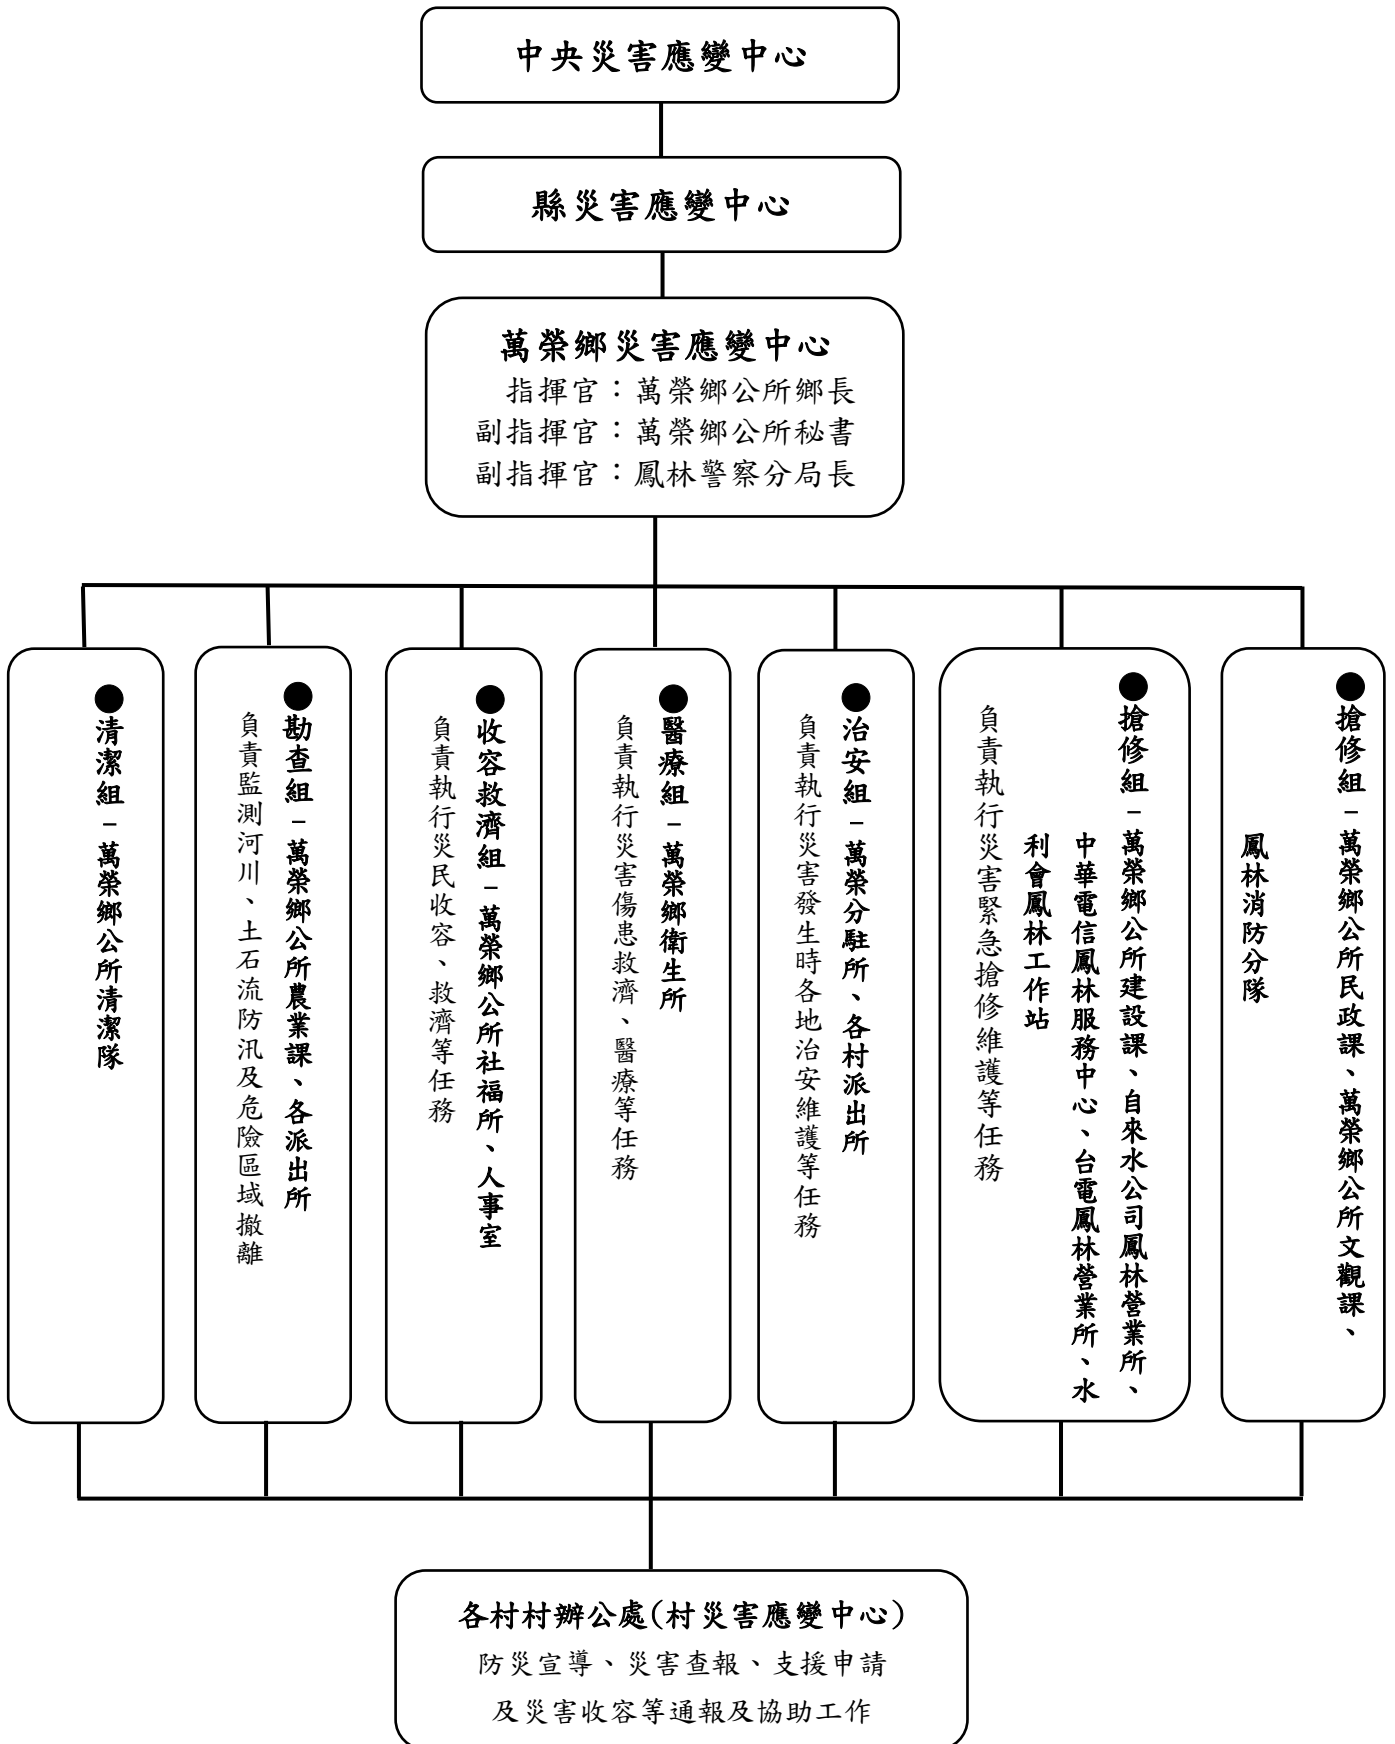 中央災害應變中心
縣災害應變中心
萬榮鄉災害應變中心
指揮官：萬榮鄉公所鄉長
副指揮官：萬榮鄉公所秘書
副指揮官：鳳林警察分局長
●搶修組－萬榮鄉公所民政課、萬榮鄉公所文觀課、
鳳林消防分隊
●搶修組－萬榮鄉公所建設課、自來水公司鳳林營業所、
中華電信鳳林服務中心、台電鳳林營業所、水
利會鳳林工作站
負責執行災害緊急搶修維護等任務
●治安組－萬榮分駐所、各村派出所
負責執行災害發生時各地治安維護等任務
●醫療組－萬榮鄉衛生所
負責執行災害傷患救濟、醫療等任務
●收容救濟組－萬榮鄉公所社福所、人事室
負責執行災民收容、救濟等任務
●勘查組－萬榮鄉公所農業課、各派出所
負責監測河川、土石流防汛及危險區域撤離
●清潔組－萬榮鄉公所清潔隊
各村村辦公處(村災害應變中心)
防災宣導、災害查報、支援申請
及災害收容等通報及協助工作